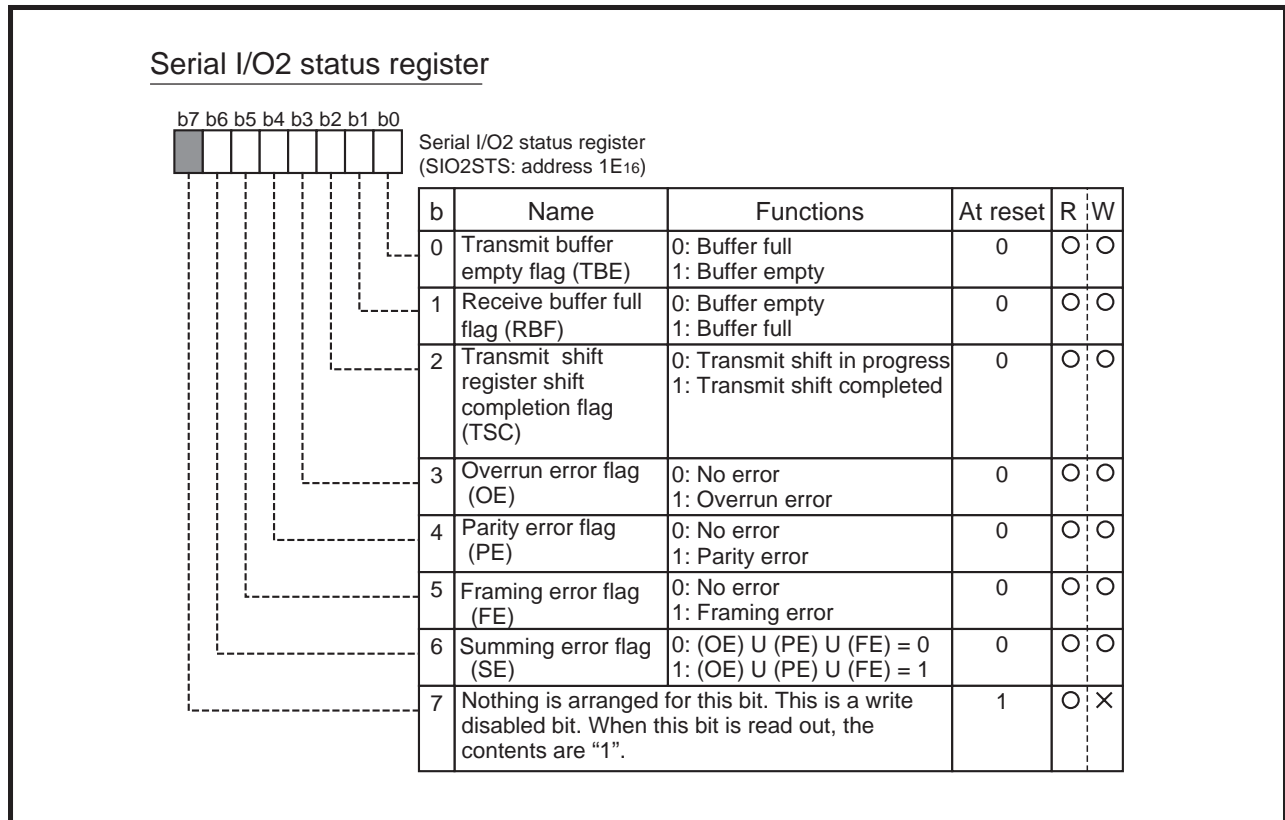 Serial I/O2 status register
b7 b6 b5 b4 b3 b2 b1 b0
Serial I/O2 status register
(SIO2STS: address 1E16)
b Name Functions At reset R W
0 Transmit buffer empty flag (TBE) 0: Buffer full 0 O O
1: Buffer empty
1 Receive buffer full flag (RBF) 0: Buffer empty 0 O O
1: Buffer full
2 Transmit shift register shift completion flag (TSC) 0: Transmit shift in progress 0 O O
1: Transmit shift completed
3 Overrun error flag (OE) 0: No error 0 O O
1: Overrun error
4 Parity error flag (PE) 0: No error 0 O O
1: Parity error
5 Framing error flag (FE) 0: No error 0 O O
1: Framing error
6 Summing error flag (SE) 0: (OE) U (PE) U (FE) = 0 0 O O
1: (OE) U (PE) U (FE) = 1
7 Nothing is arranged for this bit. This is a write 1 O ×
disabled bit. When this bit is read out, the
contents are “1”.